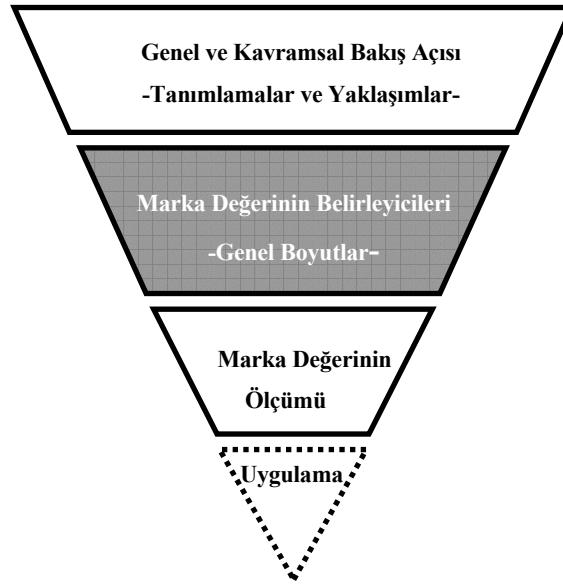 Genel ve Kavramsal Bakış Açısı
-Tanımlamalar ve Yaklaşımlar-
Marka Değerinin Belirleyicileri
-Genel Boyutlar-
Marka Değerinin
Ölçümü
Uygulama